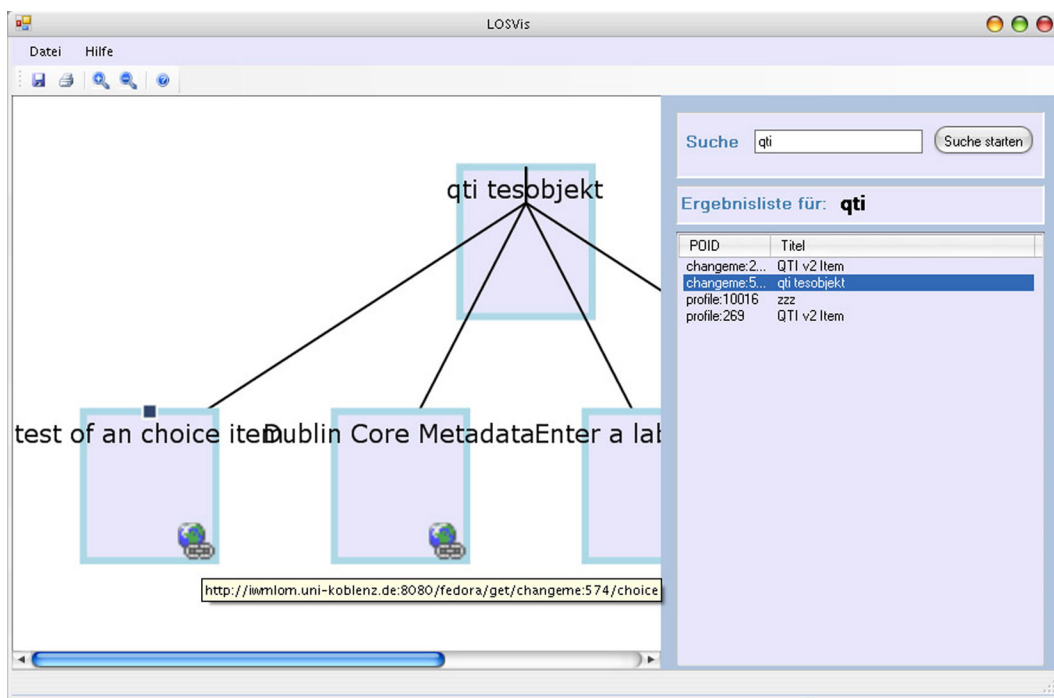 LOSVis
Datei Hilfe
Suche qti Suche starten
Ergebnisliste für: qti
POID Titel
changeme:2... QTI v2 Item
changeme:5... qti tesobjekt
profile:10016 zzz
profile:269 QTI v2 Item
qti tesobjekt
test of an choice item
Dublin Core Metadata
Enter a lab
http://iwmlom.uni-koblenz.de:8080/fedora/get/changeme:574/choice